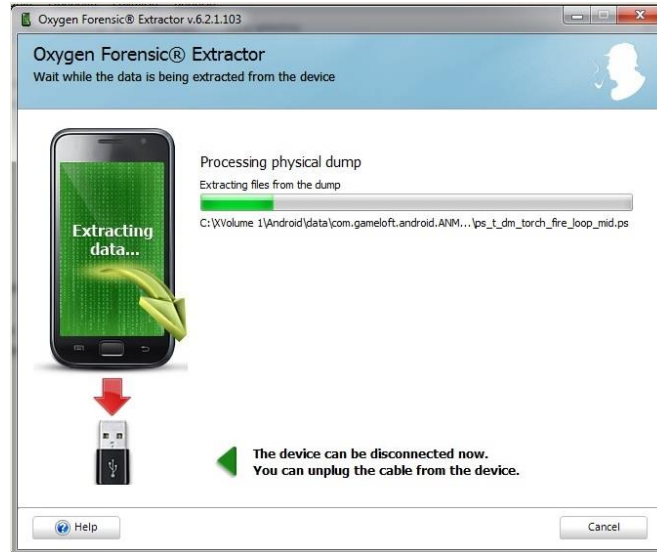 Oxygen Forensic® Extractor v.6.2.1.103
Oxygen Forensic® Extractor
Wait while the data is being extracted from the device
Processing physical dump
Extracting files from the dump
C:\XVolume 1\Android\data\com.gameloft.android.ANM...\ps_t_dm_torch_fire_loop_mid.ps
Extracting
data...
The device can be disconnected now.
You can unplug the cable from the device.
Help
Cancel